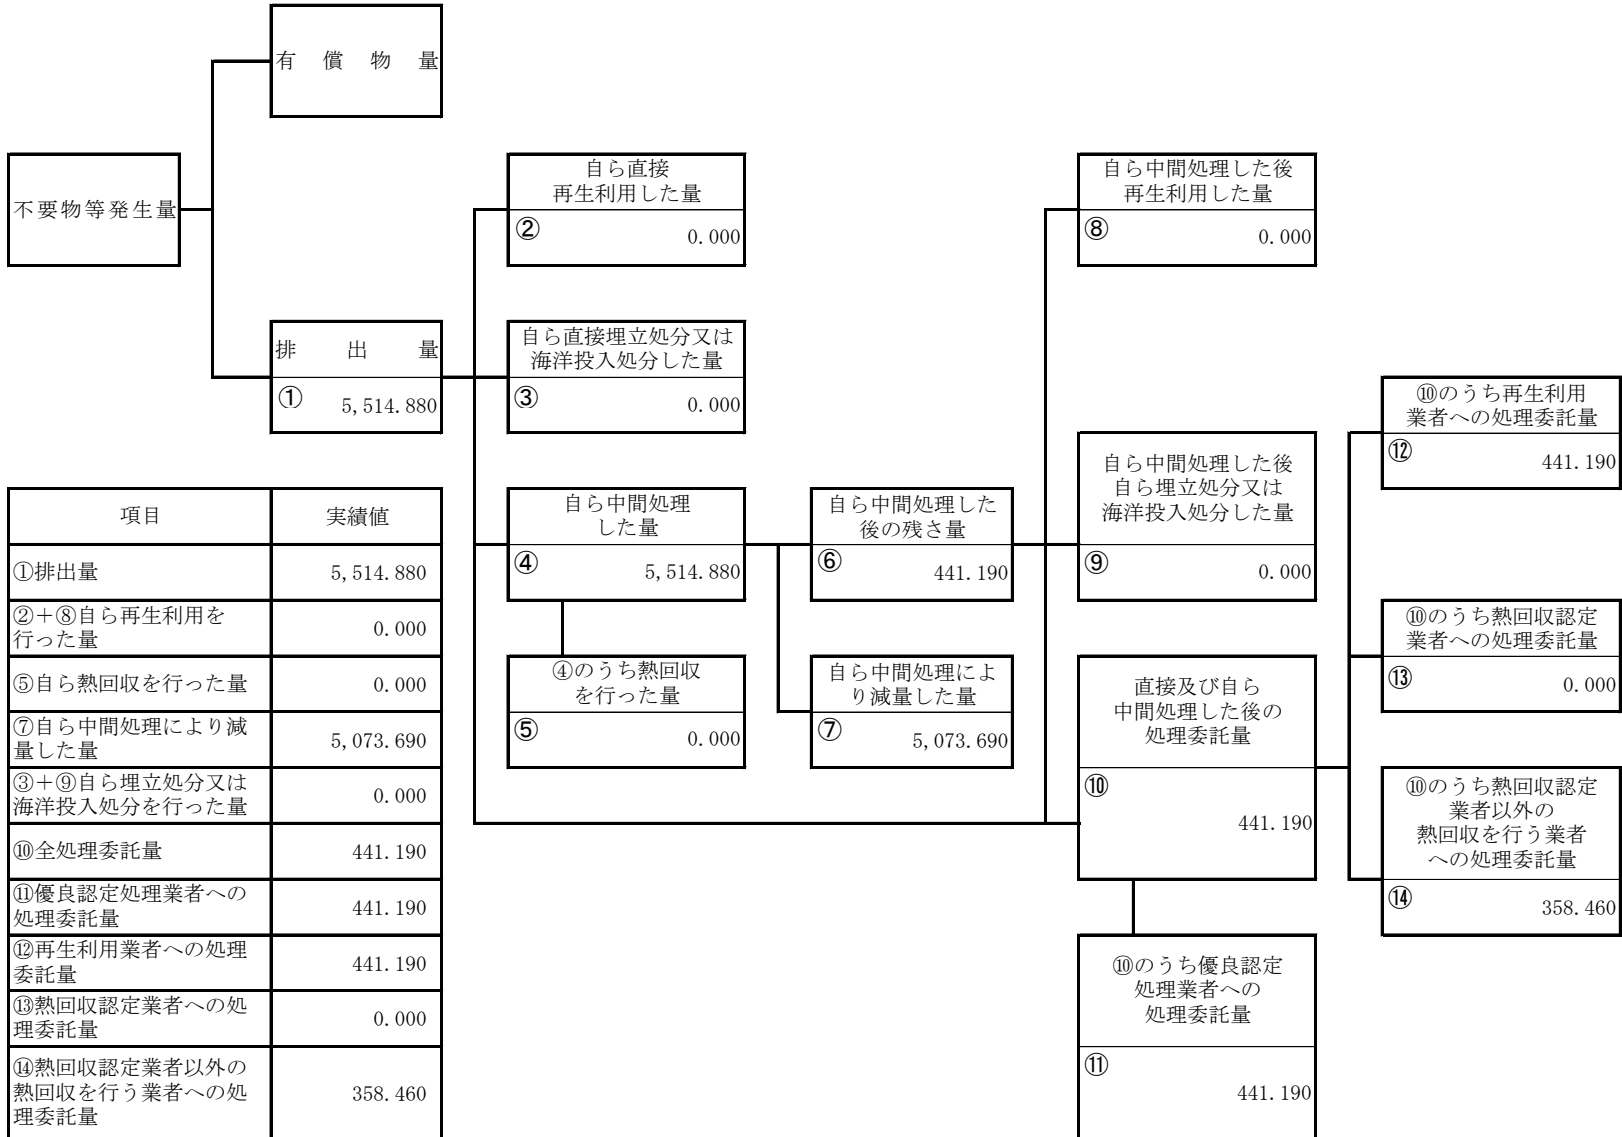 有償物量
不要物等発生量
排出量
① 5,514.880
自ら直接
再生利用した量
② 0.000
自ら直接埋立処分又は
海洋投入処分した量
③ 0.000
自ら中間処理
した量
④ 5,514.880
④のうち熱回収
を行った量
⑤ 0.000
自ら中間処理した
後の残さ量
⑥ 441.190
自ら中間処理によ
り減量した量
⑦ 5,073.690
自ら中間処理した後
再生利用した量
⑧ 0.000
自ら中間処理した後
自ら埋立処分又は
海洋投入処分した量
⑨ 0.000
直接及び自ら
中間処理した後の
処理委託量
⑩
441.190
⑩のうち優良認定
処理業者への
処理委託量
⑪
441.190
⑩のうち再生利用
業者への処理委託量
⑫ 441.190
⑩のうち熱回収認定
業者への処理委託量
⑬ 0.000
⑩のうち熱回収認定
業者以外の
熱回収を行う業者
への処理委託量
⑭ 358.460
項目 実績値
①排出量 5,514.880
②+⑧自ら再生利用を
行った量 0.000
⑤自ら熱回収を行った量 0.000
⑦自ら中間処理により減
量した量 5,073.690
③+⑨自ら埋立処分又は
海洋投入処分を行った量 0.000
⑩全処理委託量 441.190
⑪優良認定処理業者への
処理委託量 441.190
⑫再生利用業者への処理
委託量 441.190
⑬熱回収認定業者への処
理委託量 0.000
⑭熱回収認定業者以外の
熱回収を行う業者への処
理委託量 358.460